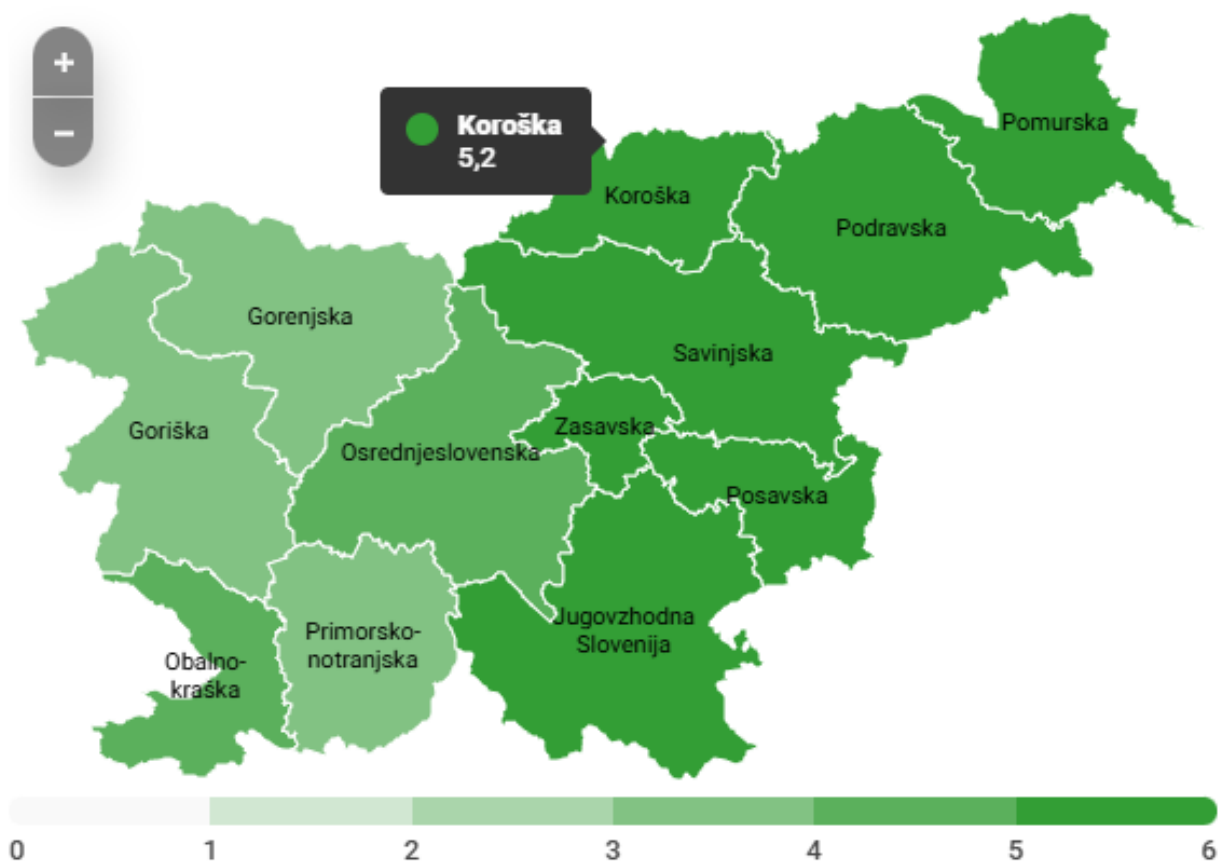 +
−
Koroška
5,2
Pomurska
Koroška
Podravska
Gorenjska
Savinjska
Goriška
Zasavska
Osrednjeslovenska
Posavska
Jugovzhodna
Slovenija
Primorsko-
notranjska
Obalno-
kraška
0 1 2 3 4 5 6